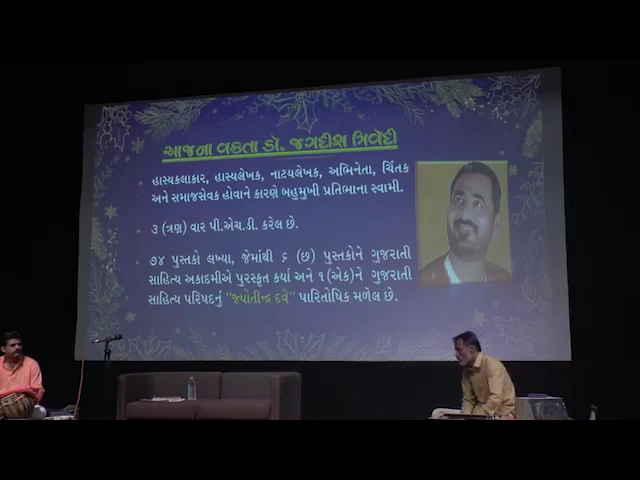 આજના વકતા ડૉ. જગદીશ ત્રિવેદી
હાસ્યકલાકાર, હાસ્યલેખક, નાટયલેખક, અભિનેતા, ચિંતક
અને સમાજસેવક હોવાને કારણે બહુમુખી પ્રતિભાના સ્વામી.
૩ (ત્રણ) વાર પી.એચ.ડી. કરેલ છે.
૭૪ પુસ્તકો લખ્યા, જેમાંથી ૬ (છ) પુસ્તકોને ગુજરાતી
સાહિત્ય અકાદમીએ પુરસ્કૃત કર્યા અને ૧ (એક)ને ગુજરાતી
સાહિત્ય પરિષદનું "જ્યોતીન્દ્ર દવે" પારિતોષિક મળેલ છે.